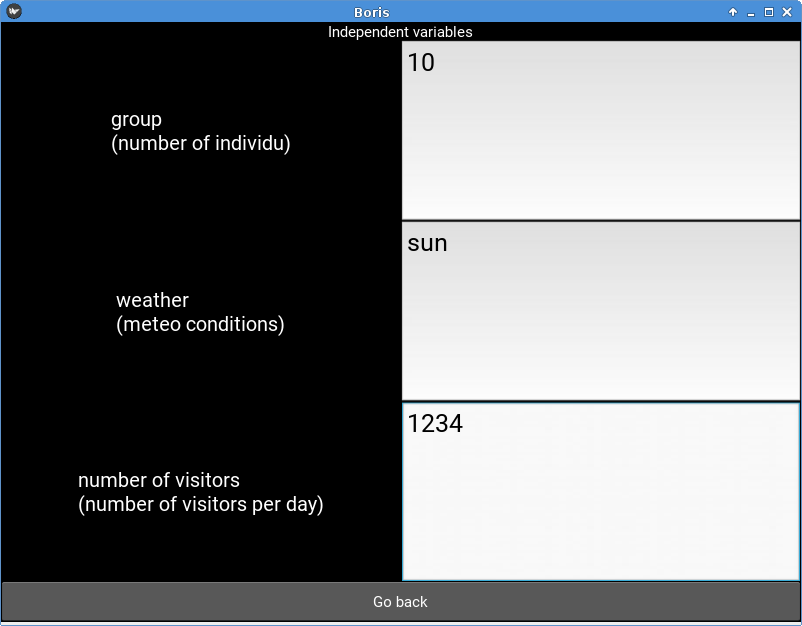 Boris
Independent variables
group
(number of individu)
10
weather
(meteo conditions)
sun
number of visitors
(number of visitors per day)
1234
Go back